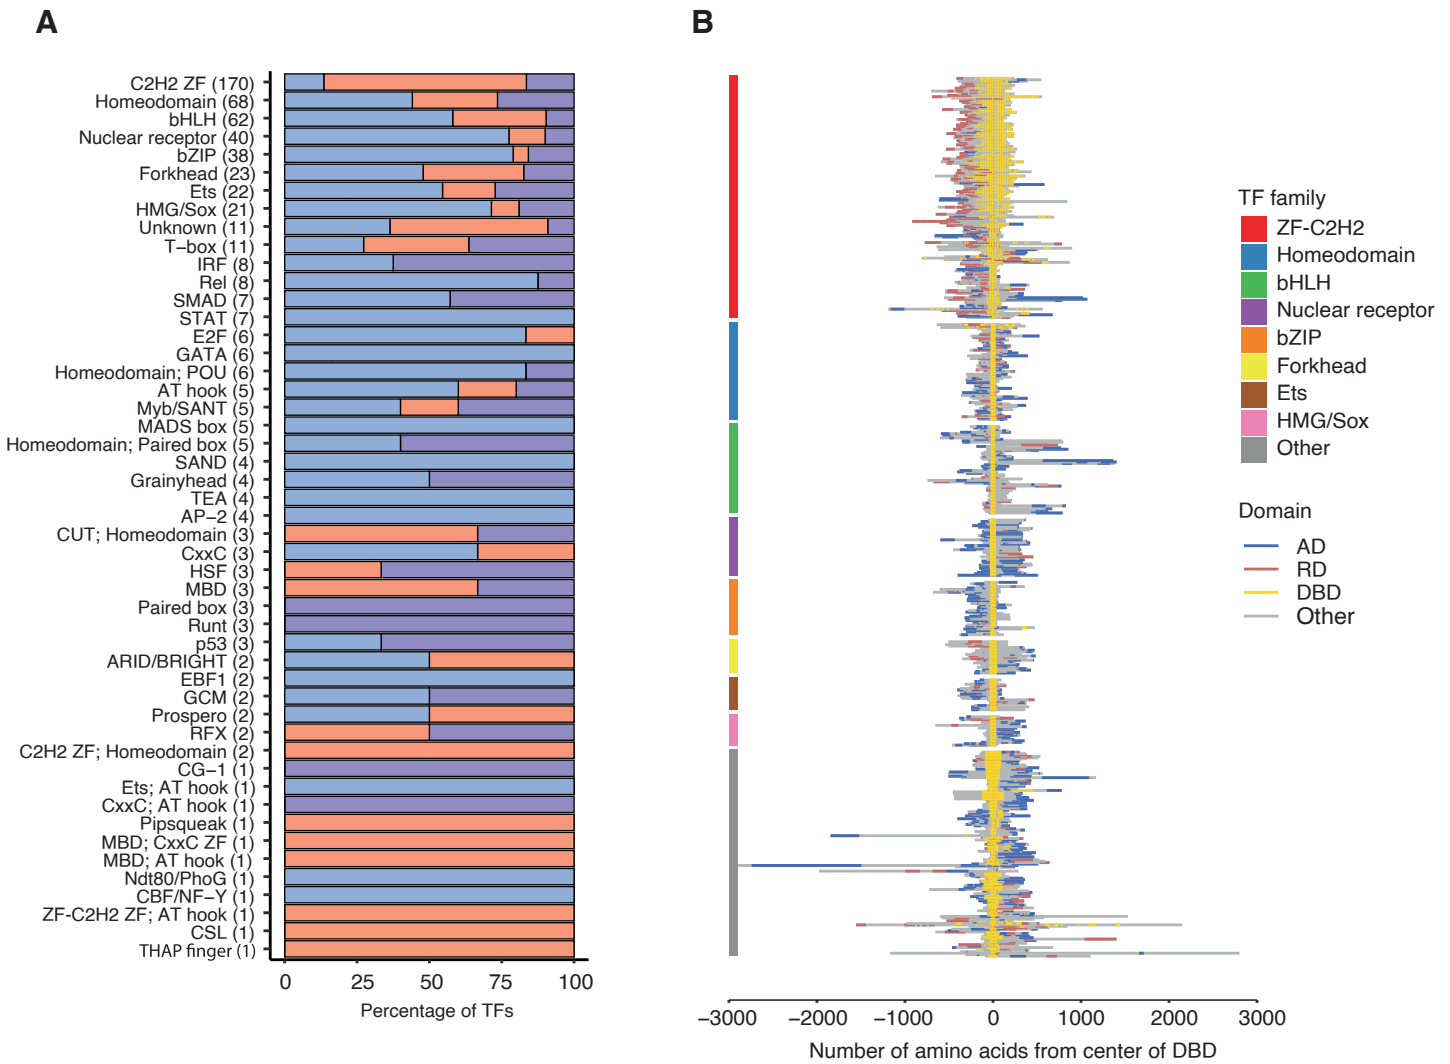 A
B
C2H2 ZF (170)
Homeodomain (68)
bHLH (62)
Nuclear receptor (40)
bZIP (38)
Forkhead (23)
Ets (22)
HMG/Sox (21)
Unknown (11)
T−box (11)
IRF (8)
Rel (8)
SMAD (7)
STAT (7)
E2F (6)
GATA (6)
Homeodomain; POU (6)
AT hook (5)
Myb/SANT (5)
MADS box (5)
Homeodomain; Paired box (5)
SAND (4)
Grainyhead (4)
TEA (4)
AP−2 (4)
CUT; Homeodomain (3)
CxxC (3)
HSF (3)
MBD (3)
Paired box (3)
Runt (3)
p53 (3)
ARID/BRIGHT (2)
EBF1 (2)
GCM (2)
Prospero (2)
RFX (2)
C2H2 ZF; Homeodomain (2)
CG−1 (1)
Ets; AT hook (1)
CxxC; AT hook (1)
Pipsqueak (1)
MBD; CxxC ZF (1)
MBD; AT hook (1)
Ndt80/PhoG (1)
CBF/NF−Y (1)
ZF-C2H2 ZF; AT hook (1)
CSL (1)
THAP finger (1)
0 25 50 75 100
Percentage of TFs
−3000 −2000 −1000 0 1000 2000 3000
Number of amino acids from center of DBD
TF family
ZF-C2H2
Homeodomain
bHLH
Nuclear receptor
bZIP
Forkhead
Ets
HMG/Sox
Other
Domain
AD
RD
DBD
Other